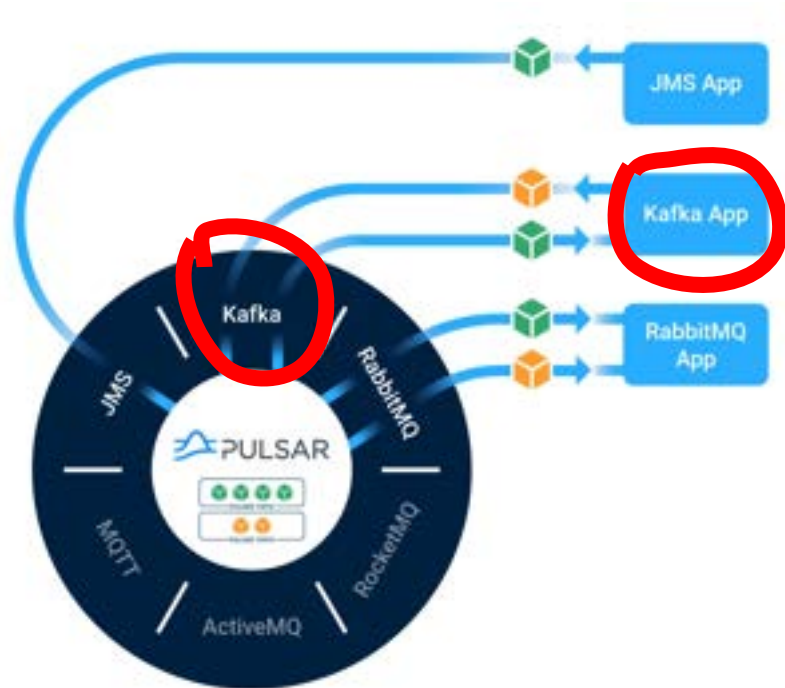 JMS App
Kafka App
RabbitMQ
App
Kafka
JMS
RabbitMQ
PULSAR
MQTT
RocketMQ
ActiveMQ